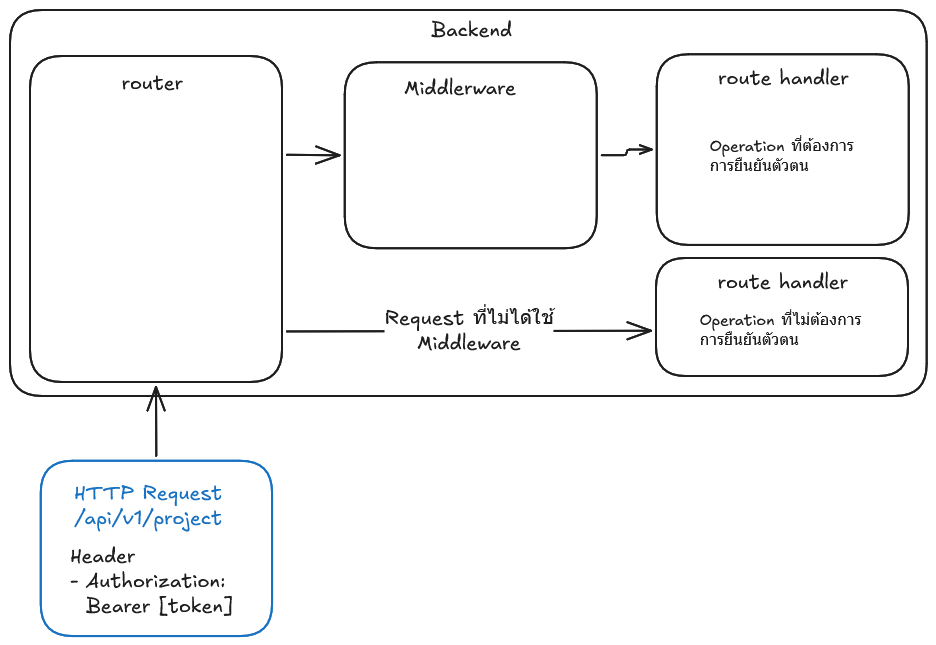 Backend
router
Middlerware
route handler
Operation ที่ต้องการ
การยืนยันตัวตน
Request ที่ไม่ได้ใช้
Middleware
route handler
Operation ที่ไม่ต้องการ
การยืนยันตัวตน
HTTP Request
/api/v1/project
Header
- Authorization:
Bearer [token]